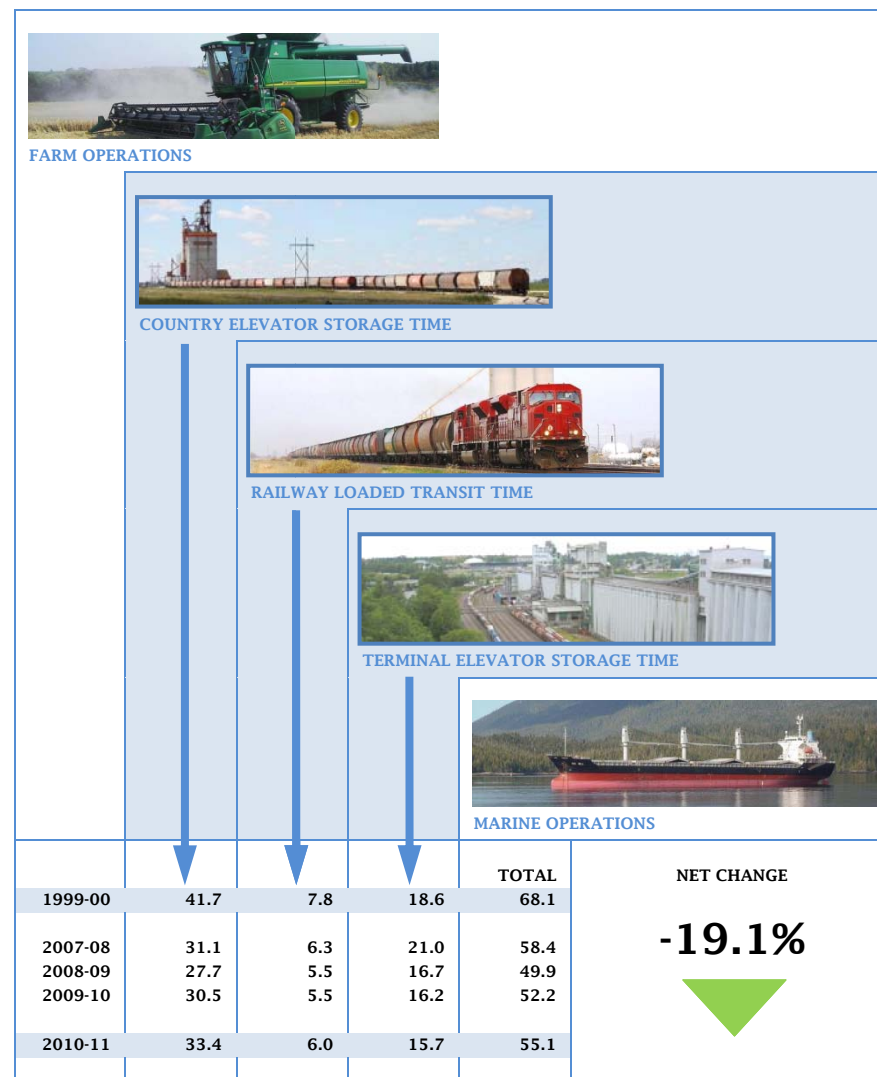 FARM OPERATIONS
COUNTRY ELEVATOR STORAGE TIME
RAILWAY LOADED TRANSIT TIME
TERMINAL ELEVATOR STORAGE TIME
MARINE OPERATIONS
TOTAL NET CHANGE
1999-00 41.7 7.8 18.6 68.1
-19.1%
2007-08 31.1 6.3 21.0 58.4
2008-09 27.7 5.5 16.7 49.9
2009-10 30.5 5.5 16.2 52.2
2010-11 33.4 6.0 15.7 55.1